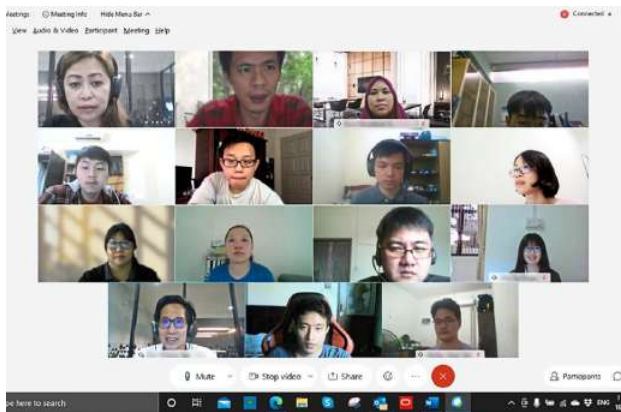 Meetings Meeting Info Hide Menu Bar Connected
View Audio & Video Participant Meeting Help
Mute Stop video Share Participants
pe here to search ENG